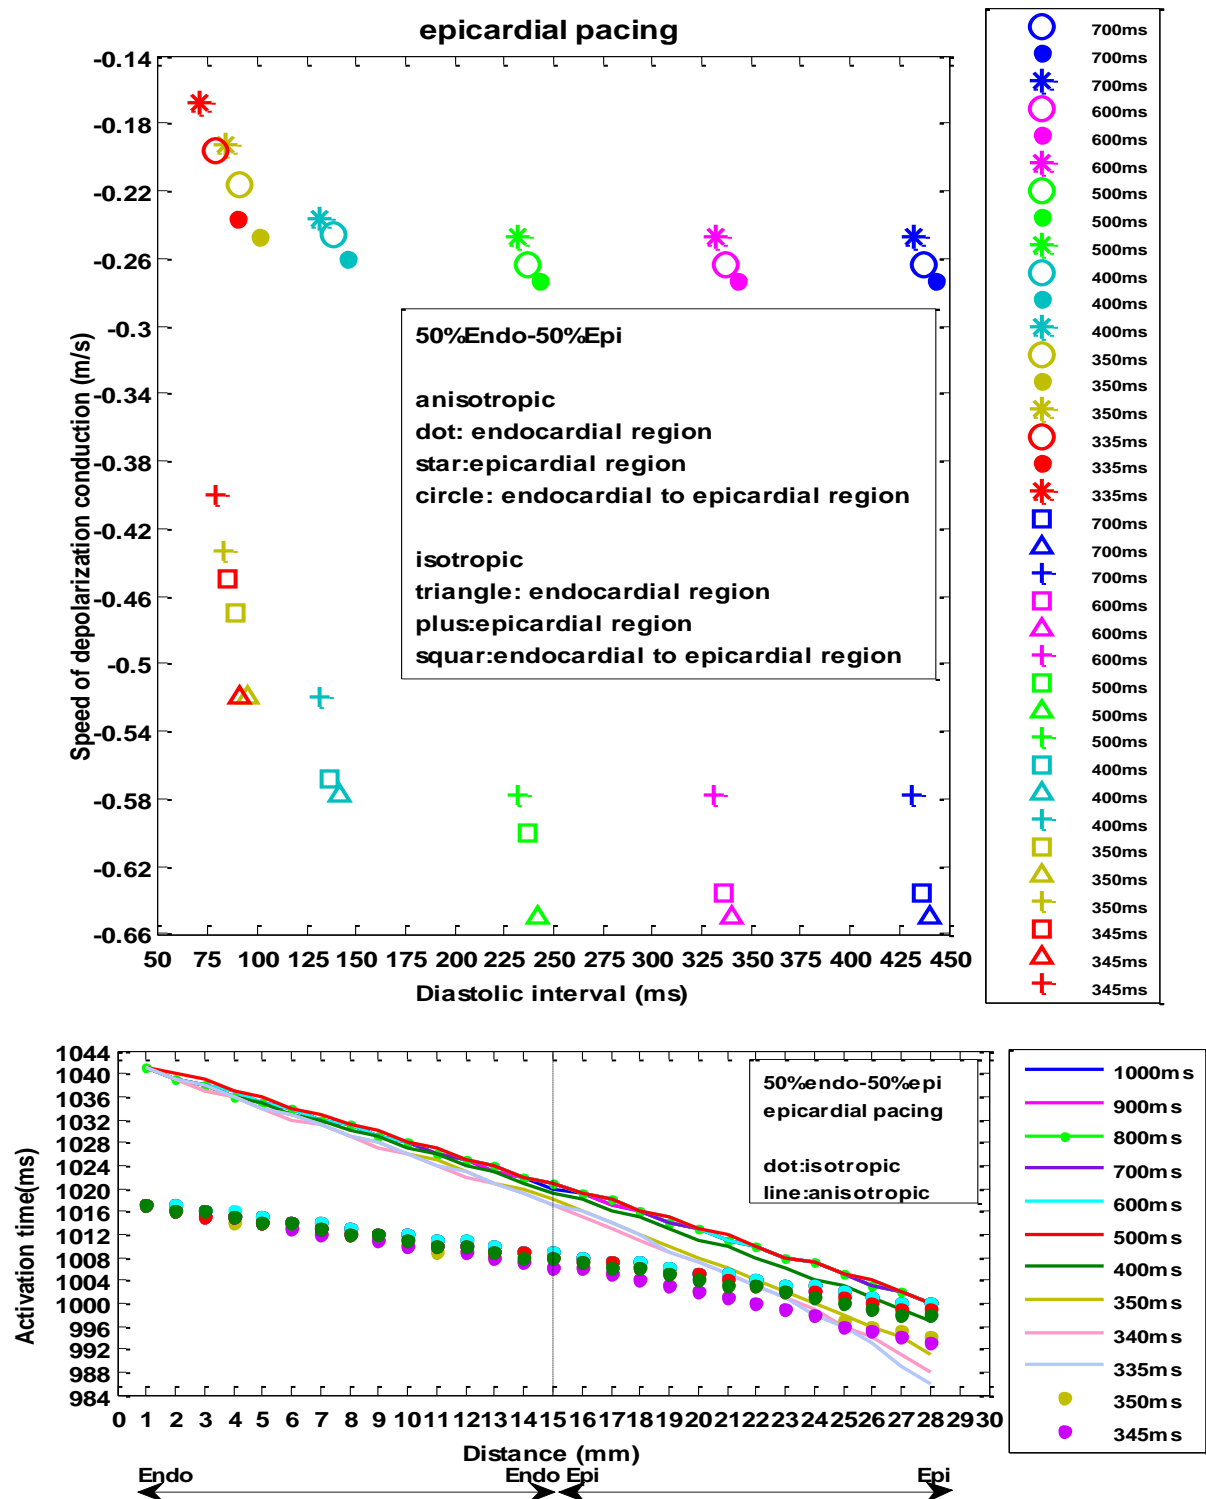 epicardial pacing
-0.14
-0.18
-0.22
-0.26
-0.3
-0.34
-0.38
-0.42
-0.46
-0.5
-0.54
-0.58
-0.62
-0.66
Speed of depolarization conduction (m/s)
50%Endo-50%Epi
anisotropic
dot: endocardial region
star:epicardial region
circle: endocardial to epicardial region
isotropic
triangle: endocardial region
plus:epicardial region
squar:endocardial to epicardial region
50 75 100 125 150 175 200 225 250 275 300 325 350 375 400 425 450
Diastolic interval (ms)
700ms
700ms
700ms
600ms
600ms
600ms
500ms
500ms
500ms
400ms
400ms
400ms
350ms
350ms
350ms
335ms
335ms
335ms
700ms
700ms
700ms
600ms
600ms
600ms
500ms
500ms
500ms
400ms
400ms
400ms
350ms
350ms
350ms
345ms
345ms
345ms
1044
1040
1036
1032
1028
1024
1020
1016
1012
1008
1004
1000
996
992
988
984
Activation time(ms)
50%endo-50%epi
epicardial pacing
dot:isotropic
line:anisotropic
0 1 2 3 4 5 6 7 8 9 10 11 12 13 14 15 16 17 18 19 20 21 22 23 24 25 26 27 28 29 30
Distance (mm)
Endo Endo Epi Epi
1000ms
900ms
800ms
700ms
600ms
500ms
400ms
350ms
340ms
335ms
350ms
345ms